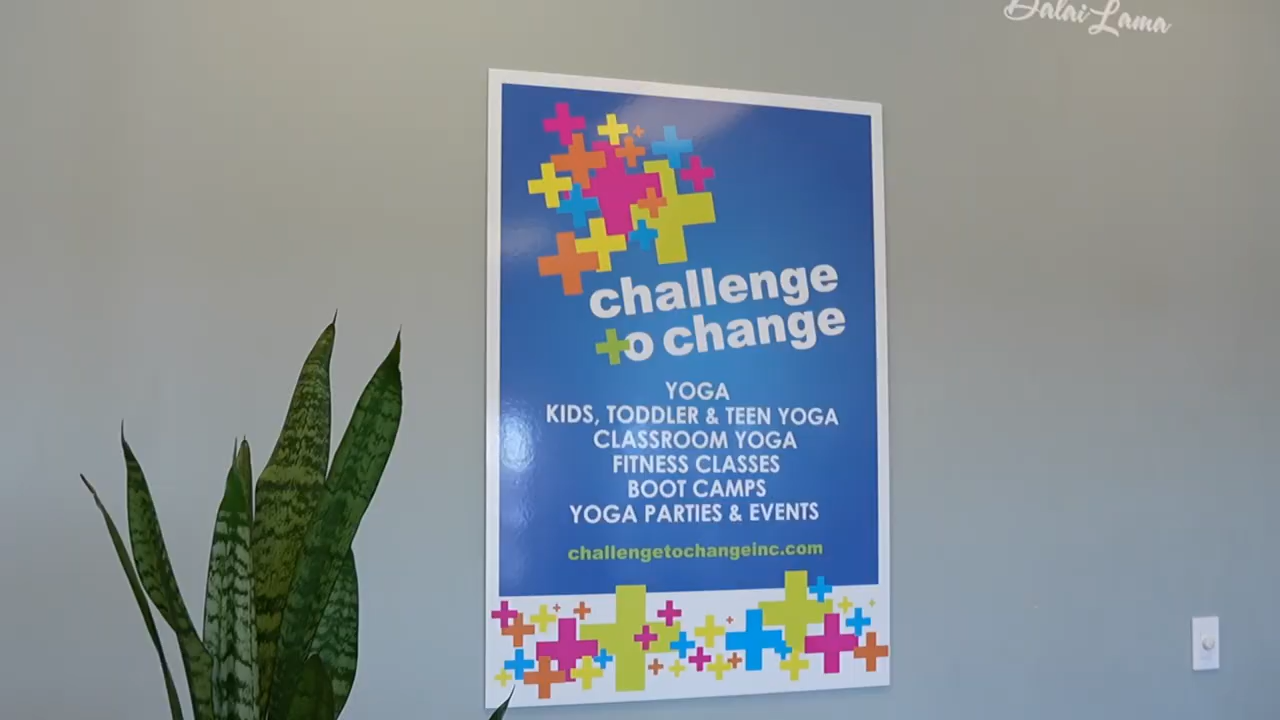 Dalai Lama
challenge
to change
YOGA
KIDS, TODDLER & TEEN YOGA
CLASSROOM YOGA
FITNESS CLASSES
BOOT CAMPS
YOGA PARTIES & EVENTS
challengetochangeinc.com